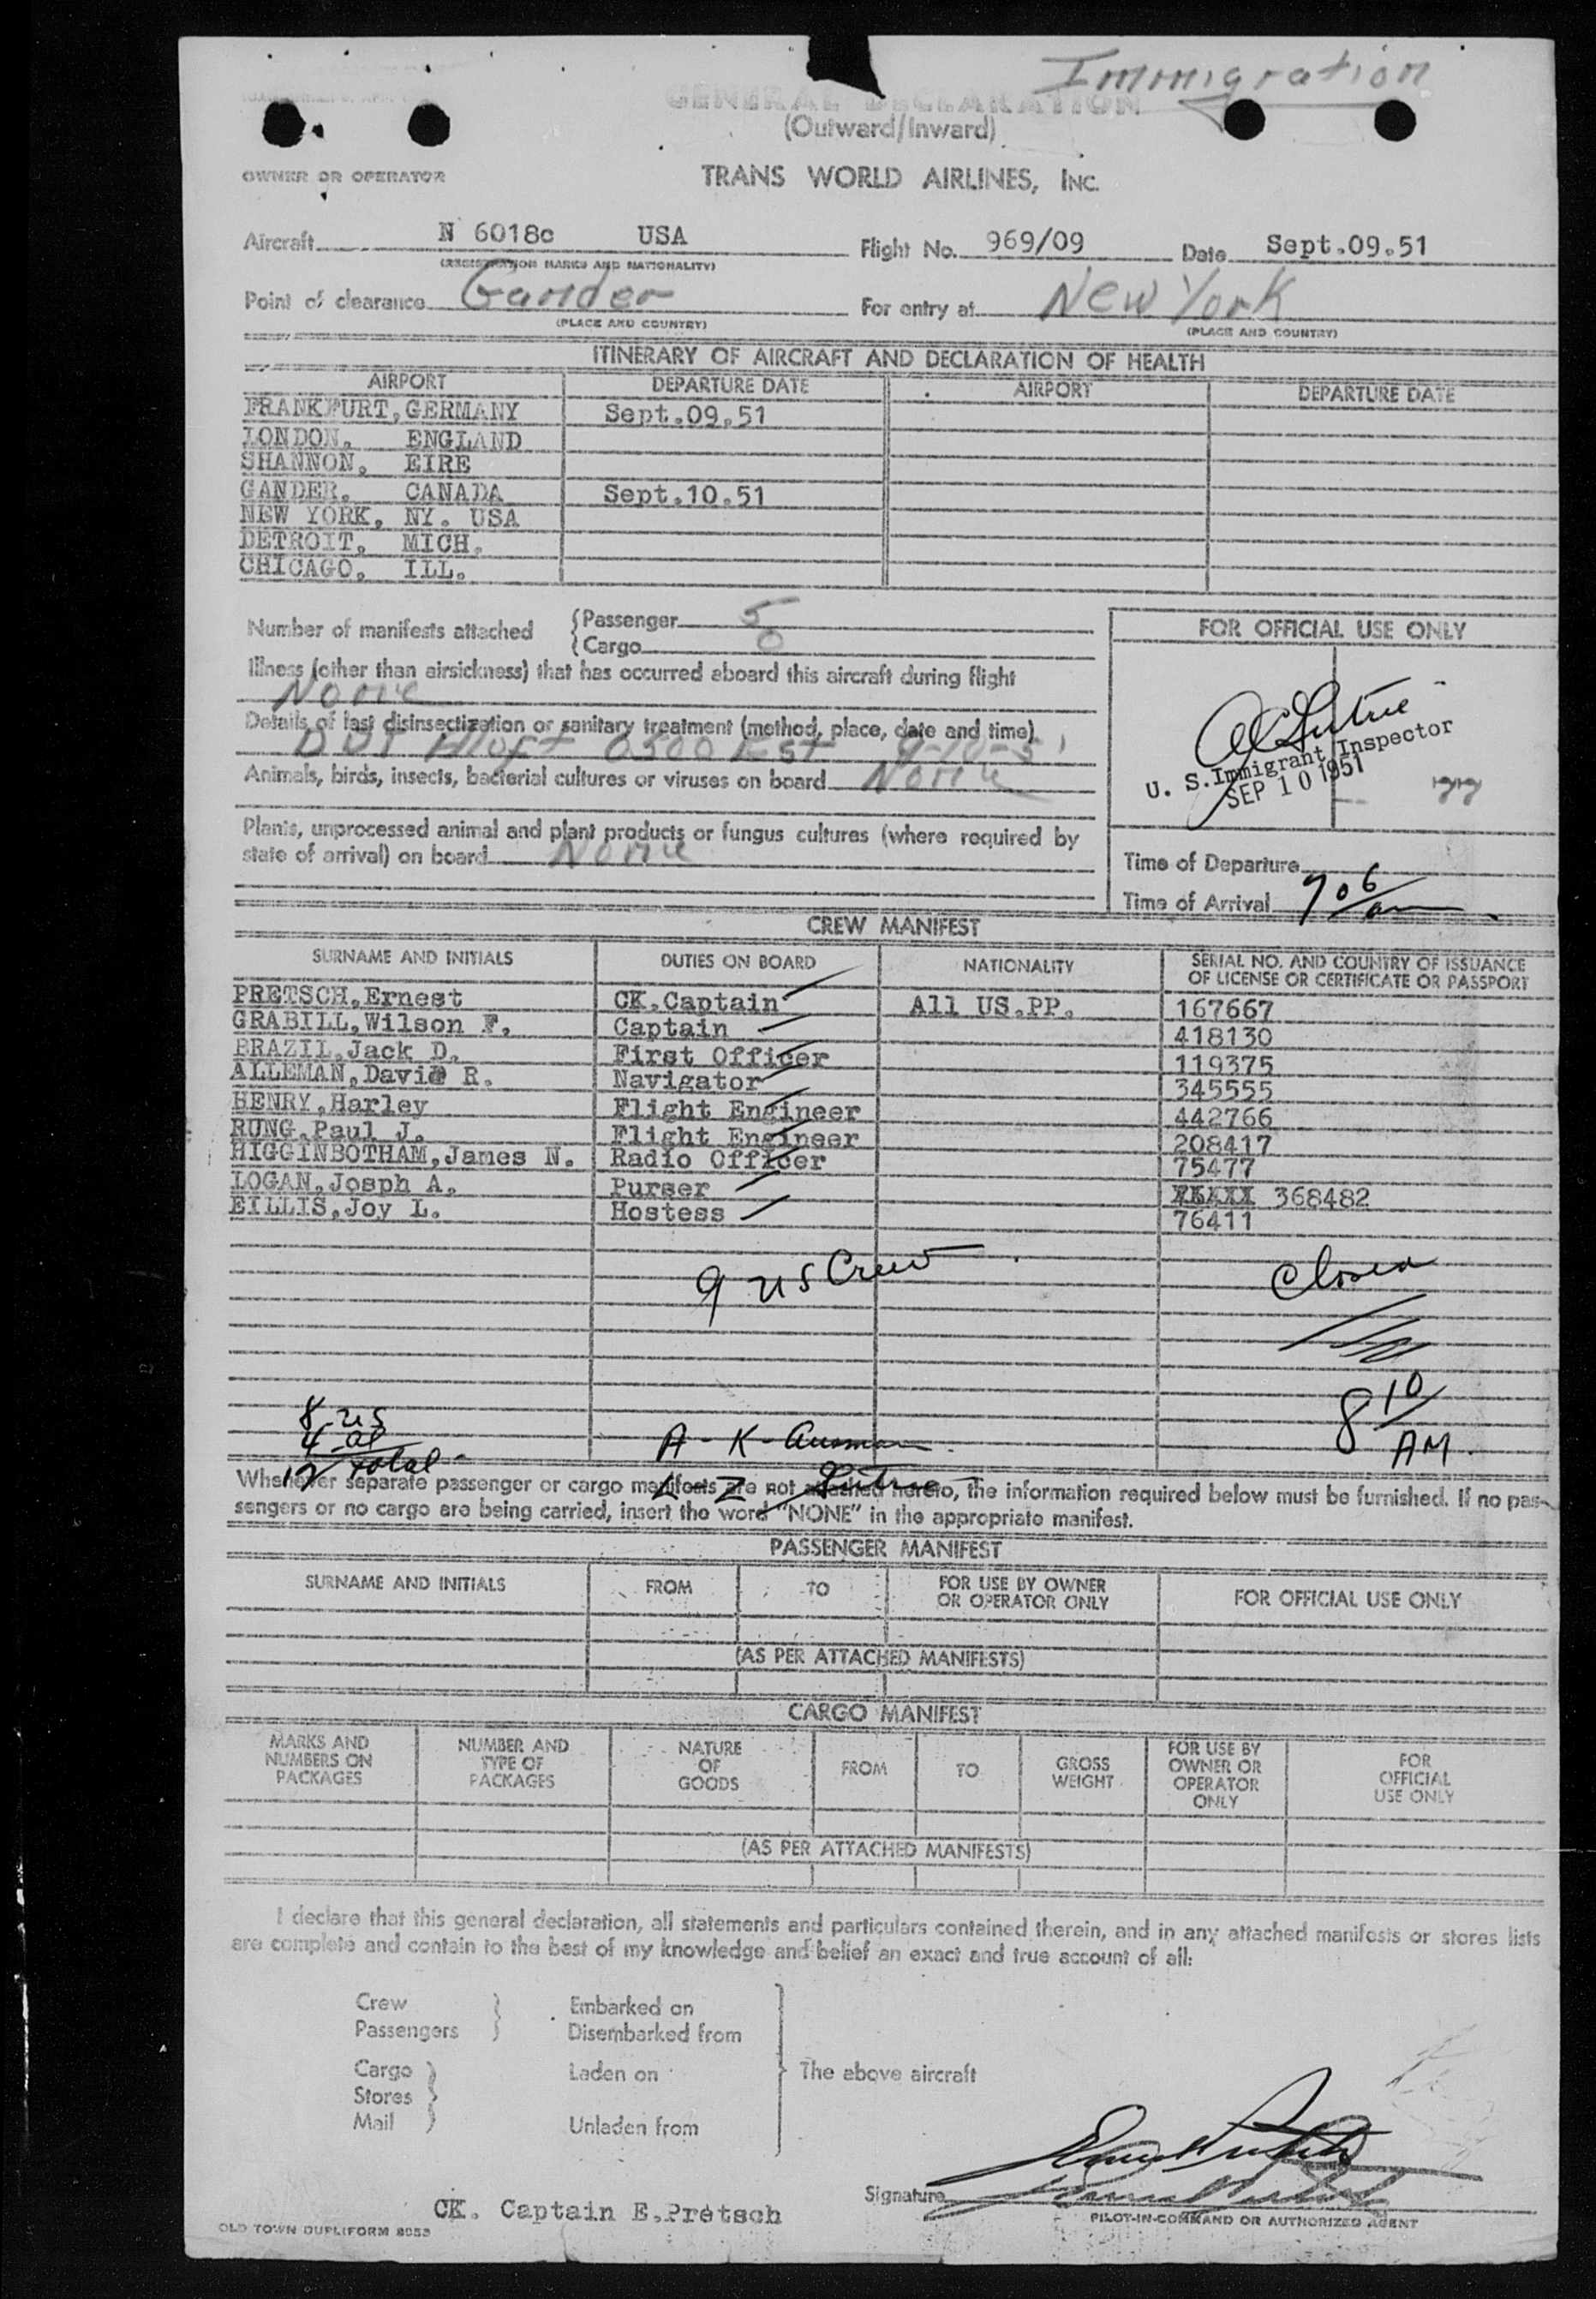 Immigration
GENERAL DECLARATION
(Outward/Inward)
OWNER OR OPERATOR
TRANS WORLD AIRLINES, INC.
Aircraft N 6018c USA Flight No. 969/09 Date Sept.09.51
(REGISTRATION MARKS AND NATIONALITY)
Point of clearance Gander For entry at New York
(PLACE AND COUNTRY) (PLACE AND COUNTRY)
ITINERARY OF AIRCRAFT AND DECLARATION OF HEALTH
AIRPORT DEPARTURE DATE AIRPORT DEPARTURE DATE
FRANKFURT,GERMANY Sept.09.51
LONDON, ENGLAND
SHANNON, EIRE
GANDER. CANADA Sept.10.51
NEW YORK, NY. USA
DETROIT, MICH.
CHICAGO, ILL.
Number of manifests attached {Passenger 5
{Cargo 0
FOR OFFICIAL USE ONLY
Illness (other than airsickness) that has occurred aboard this aircraft during flight
None
Details of last disinsectization or sanitary treatment (method, place, date and time)
DDT Aloft 0500 Est 9-10-51
Animals, birds, insects, bacterial cultures or viruses on board None
U. S. Immigrant Inspector
SEP 10 1951
Plants, unprocessed animal and plant products or fungus cultures (where required by
state of arrival) on board None
Time of Departure
Time of Arrival 7 06 am
CREW MANIFEST
SURNAME AND INITIALS DUTIES ON BOARD NATIONALITY SERIAL NO. AND COUNTRY OF ISSUANCE
OF LICENSE OR CERTIFICATE OR PASSPORT
PRETSCH,Ernest CK.Captain All US.PP. 167667
GRABILL,Wilson F. Captain 418130
BRAZIL,Jack D. First Officer 119375
ALLEMAN,David R. Navigator 345555
HENRY,Harley Flight Engineer 442766
RUNG,Paul J. Flight Engineer 208417
HIGGINBOTHAM,James N. Radio Officer 75477
LOGAN,Josph A. Purser 368482
EILLIS,Joy L. Hostess 76411
9 US Crew Closed
8 10 AM
8 US
4 al
12 total
A - K -
L - Z
Whenever separate passenger or cargo manifests are not attached hereto, the information required below must be furnished. If no pas-
sengers or no cargo are being carried, insert the word "NONE" in the appropriate manifest.
PASSENGER MANIFEST
SURNAME AND INITIALS FROM TO FOR USE BY OWNER
OR OPERATOR ONLY FOR OFFICIAL USE ONLY
(AS PER ATTACHED MANIFESTS)
CARGO MANIFEST
MARKS AND
NUMBERS ON
PACKAGES
NUMBER AND
TYPE OF
PACKAGES
NATURE
OF
GOODS
FROM
TO
GROSS
WEIGHT
FOR USE BY
OWNER OR
OPERATOR
ONLY
FOR
OFFICIAL
USE ONLY
(AS PER ATTACHED MANIFESTS)
I declare that this general declaration, all statements and particulars contained therein, and in any attached manifests or stores lists
are complete and contain to the best of my knowledge and belief an exact and true account of all:
Crew Embarked on
Passengers Disembarked from
Cargo Laden on The above aircraft
Stores
Mail Unladen from
Signature
CK. Captain E.Pretsch
PILOT-IN-COMMAND OR AUTHORIZED AGENT
OLD TOWN DUPLIFORM 8053